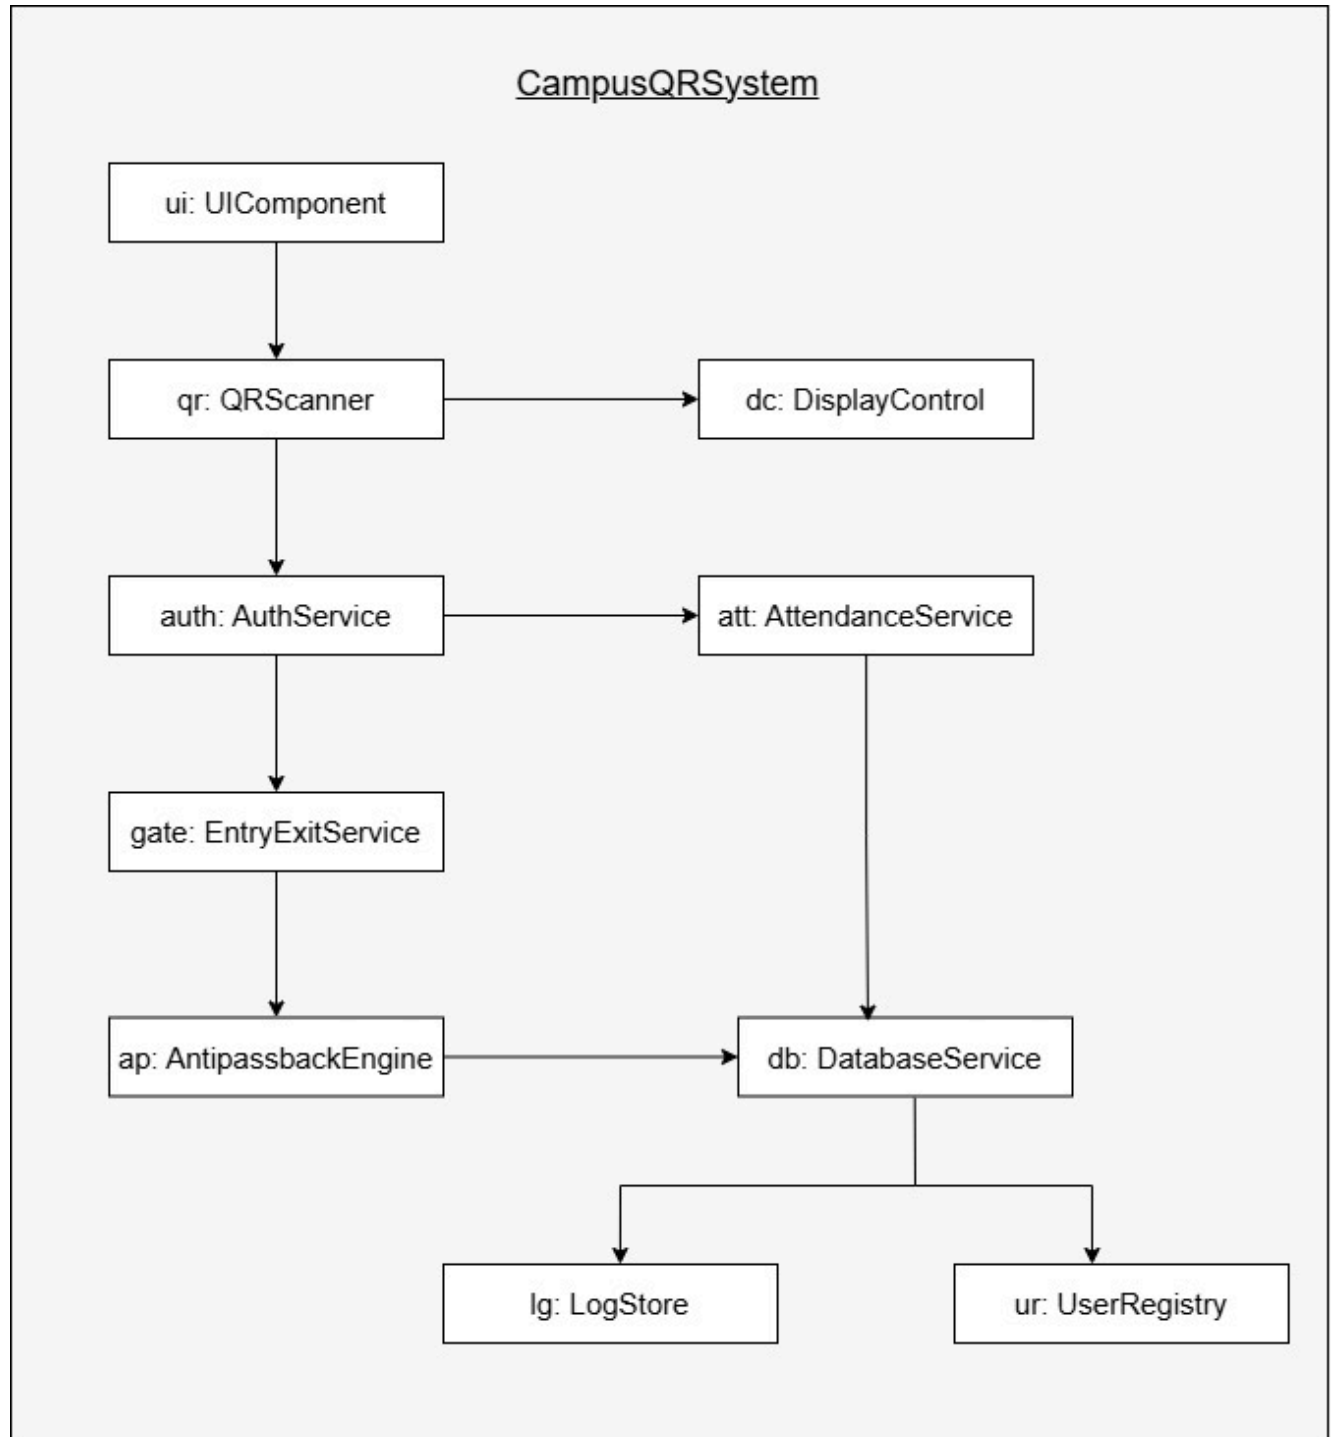 CampusQRSystem
ui: UIComponent
qr: QRScanner
dc: DisplayControl
auth: AuthService
att: AttendanceService
gate: EntryExitService
ap: AntipassbackEngine
db: DatabaseService
lg: LogStore
ur: UserRegistry